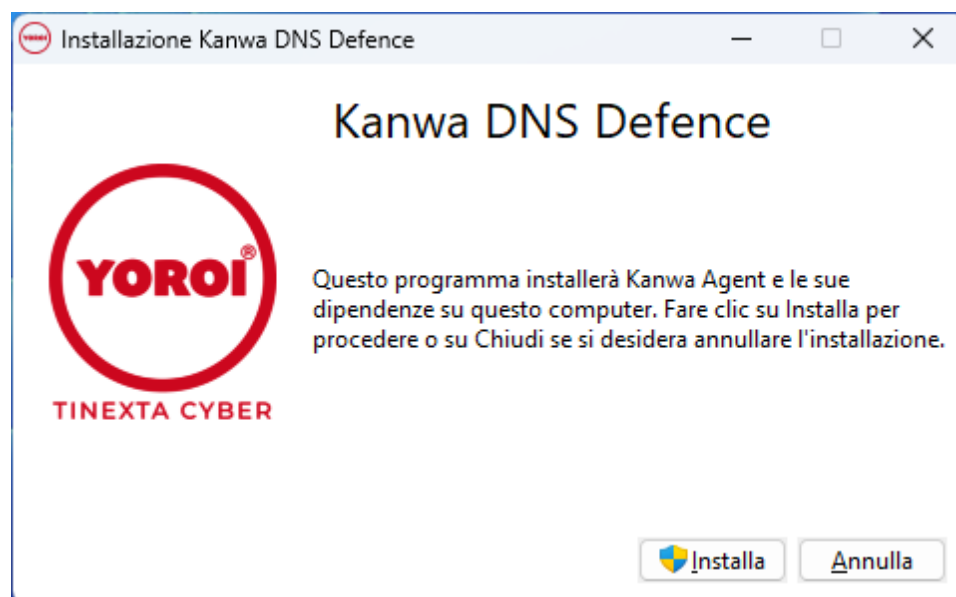 Installazione Kanwa DNS Defence
Kanwa DNS Defence
YOROI®
TINEXTA CYBER
Questo programma installerà Kanwa Agent e le sue
dipendenze su questo computer. Fare clic su Installa per
procedere o su Chiudi se si desidera annullare l'installazione.
Installa
Annulla